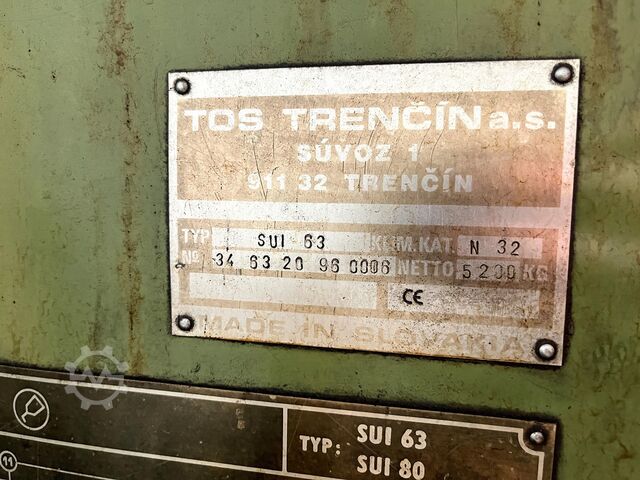 TOS TRENČÍN a.s.
SÚVOZ 1
911 32 TRENČÍN
TYP SUI 63 KLIM. KAT. N 32
No 34 63 20 96 0006 NETTO 5200 KG
CE
MADE IN SLOVAKIA
TYP: SUI 63
SUI 80
11